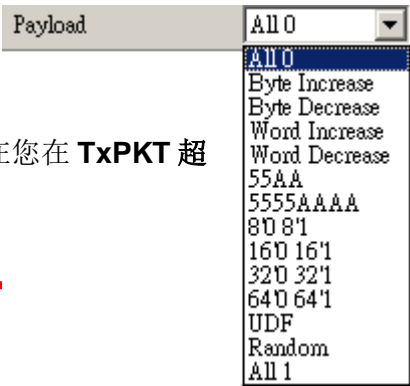 Payload All 0
All 0
Byte Increase
Byte Decrease
Word Increase
在您在 TxPKT 超 Word Decrease
55AA
5555AAAA
8'0 8'1
16'0 16'1
32'0 32'1
64'0 64'1
UDF
Random
All 1